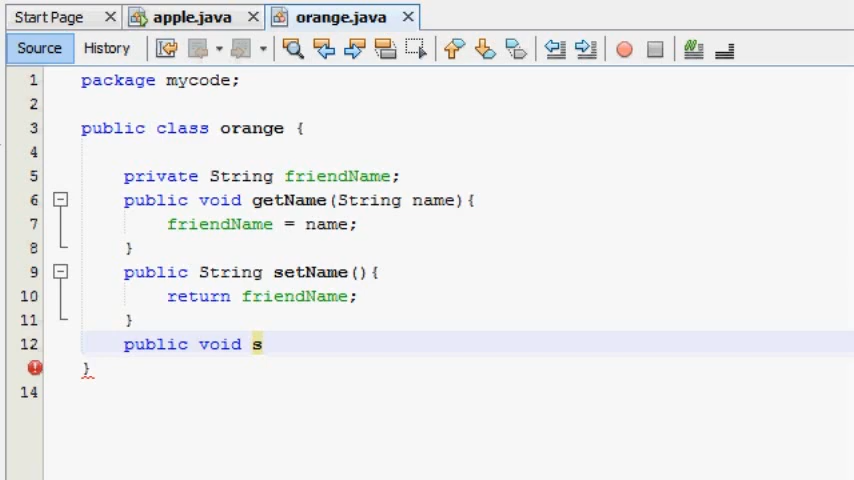 Start Page apple.java orange.java
Source History
1 package mycode;
2
3 public class orange {
4
5 private String friendName;
6 public void getName(String name){
7 friendName = name;
8 }
9 public String setName(){
10 return friendName;
11 }
12 public void s
}
14